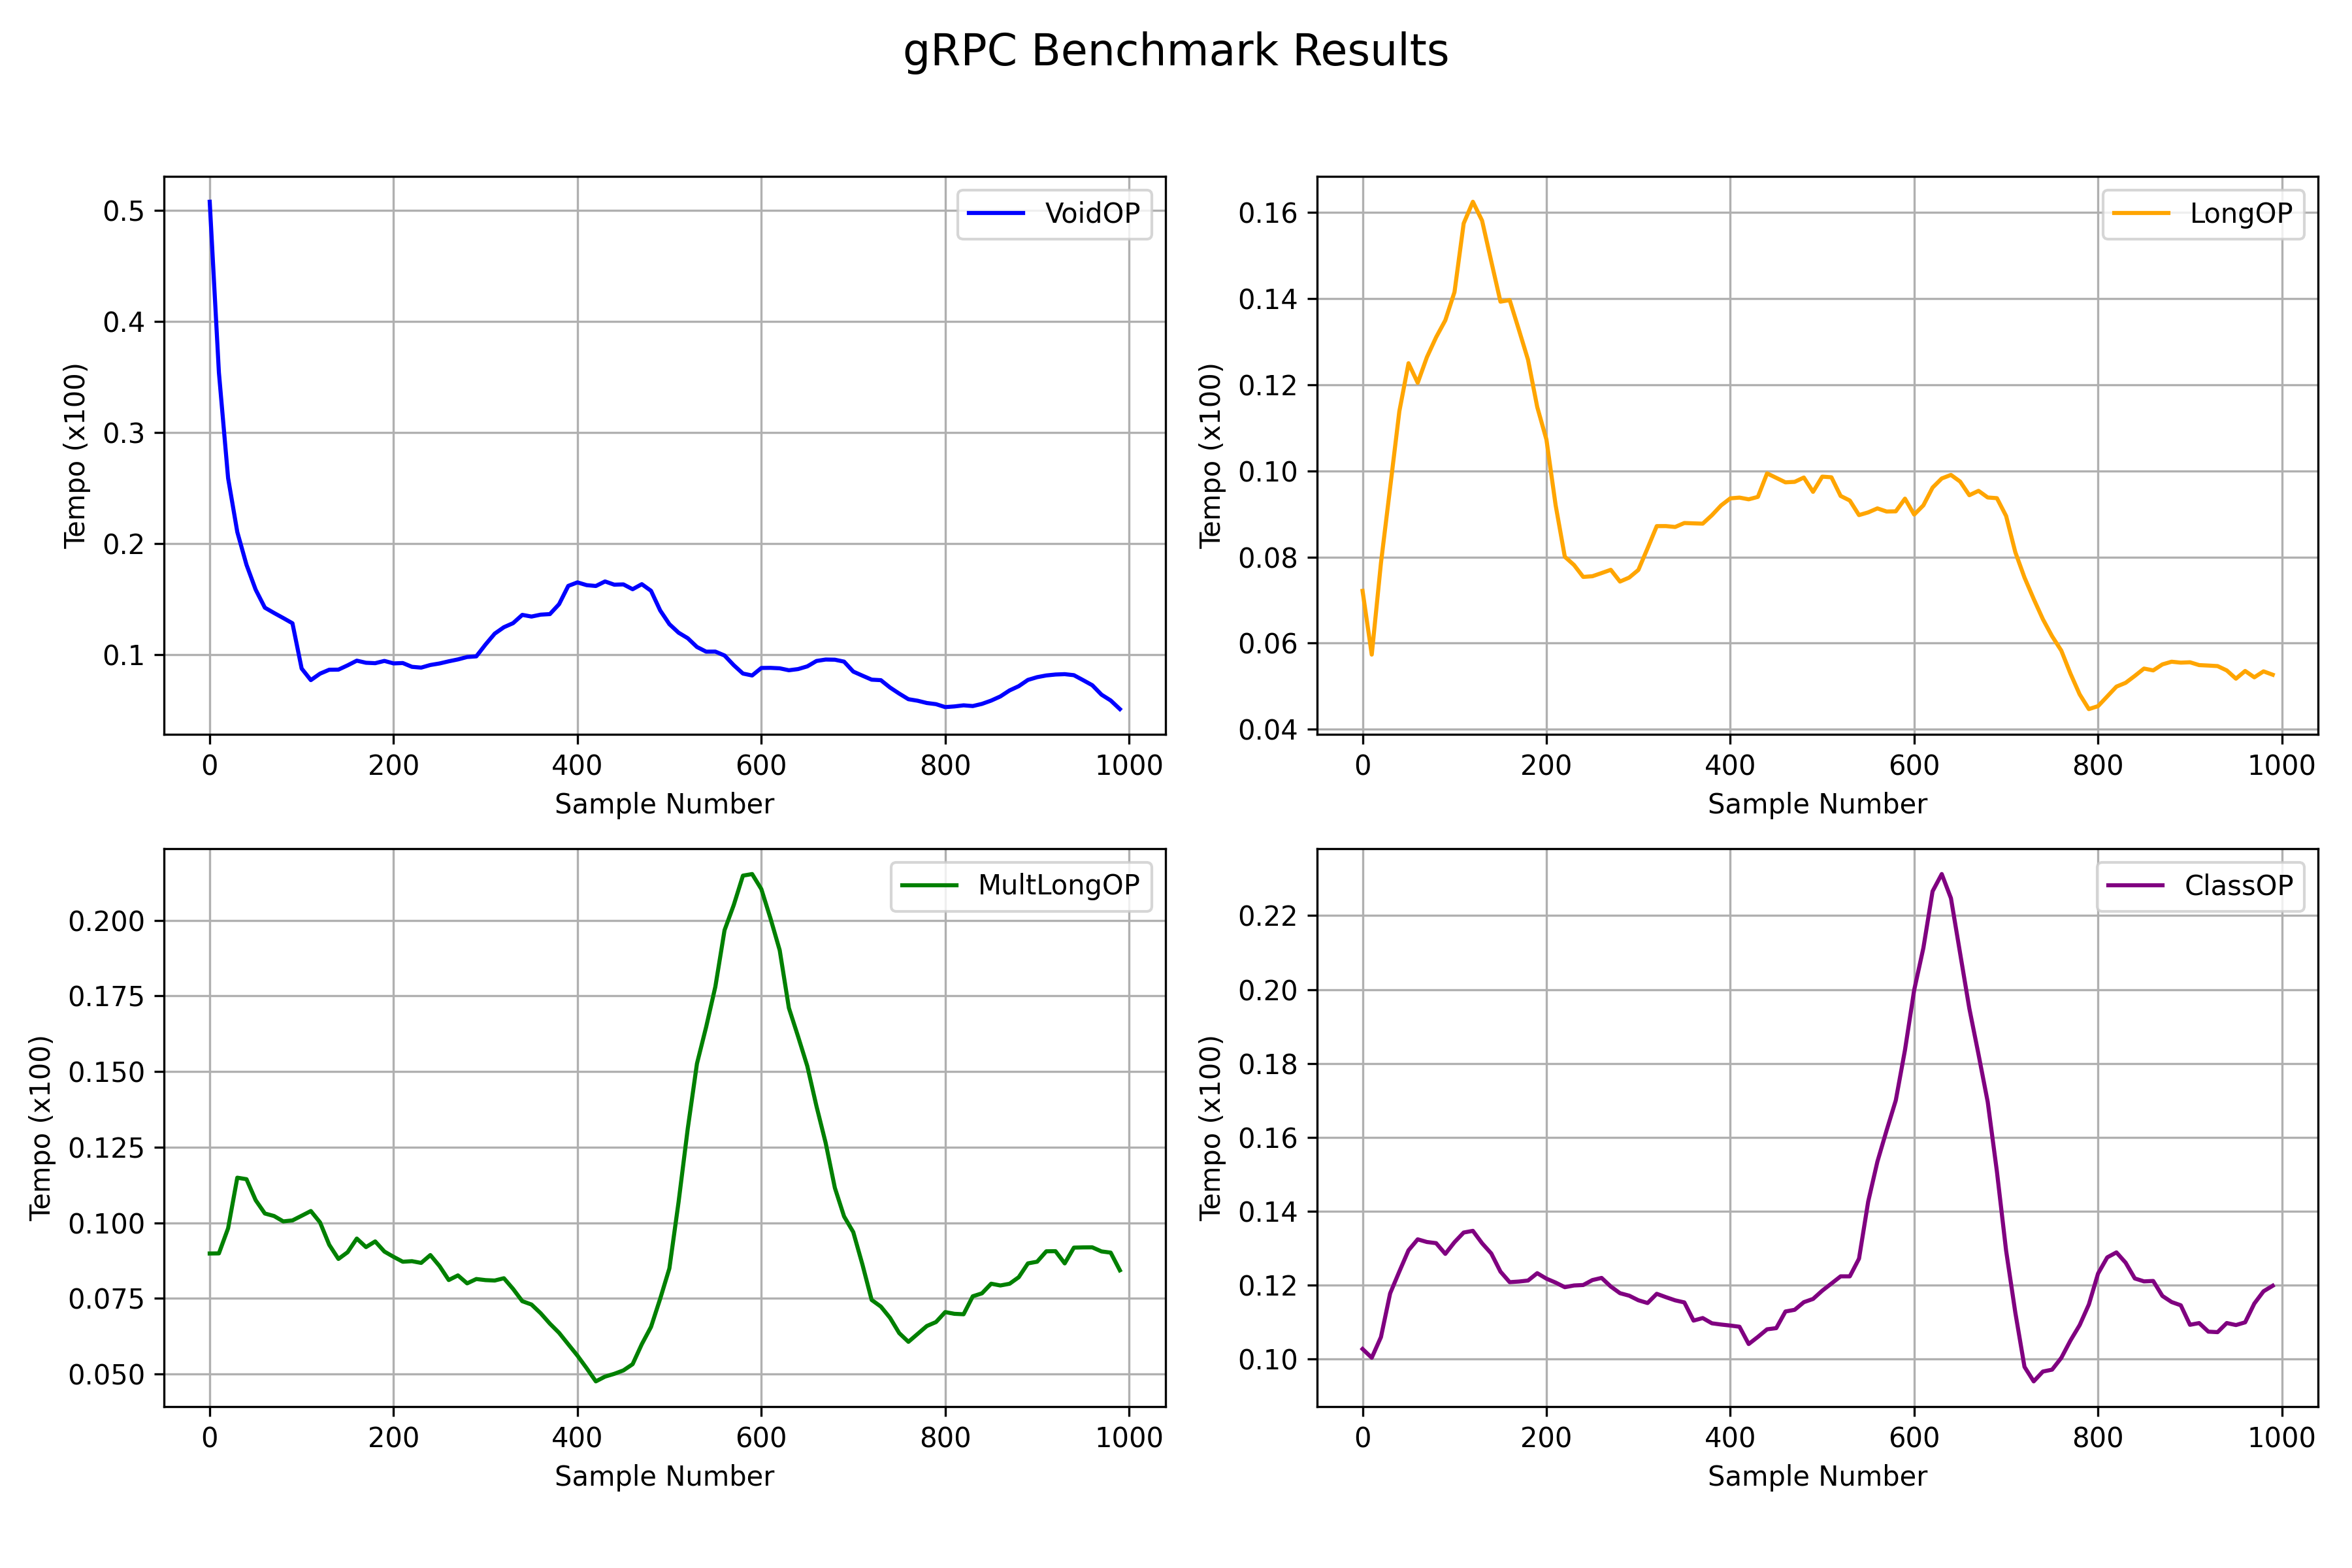 gRPC Benchmark Results
VoidOP
0.5
0.4
0.3
0.2
0.1
Tempo (x100)
0 200 400 600 800 1000
Sample Number
LongOP
0.16
0.14
0.12
0.10
0.08
0.06
0.04
Tempo (x100)
0 200 400 600 800 1000
Sample Number
MultLongOP
0.200
0.175
0.150
0.125
0.100
0.075
0.050
Tempo (x100)
0 200 400 600 800 1000
Sample Number
ClassOP
0.22
0.20
0.18
0.16
0.14
0.12
0.10
Tempo (x100)
0 200 400 600 800 1000
Sample Number